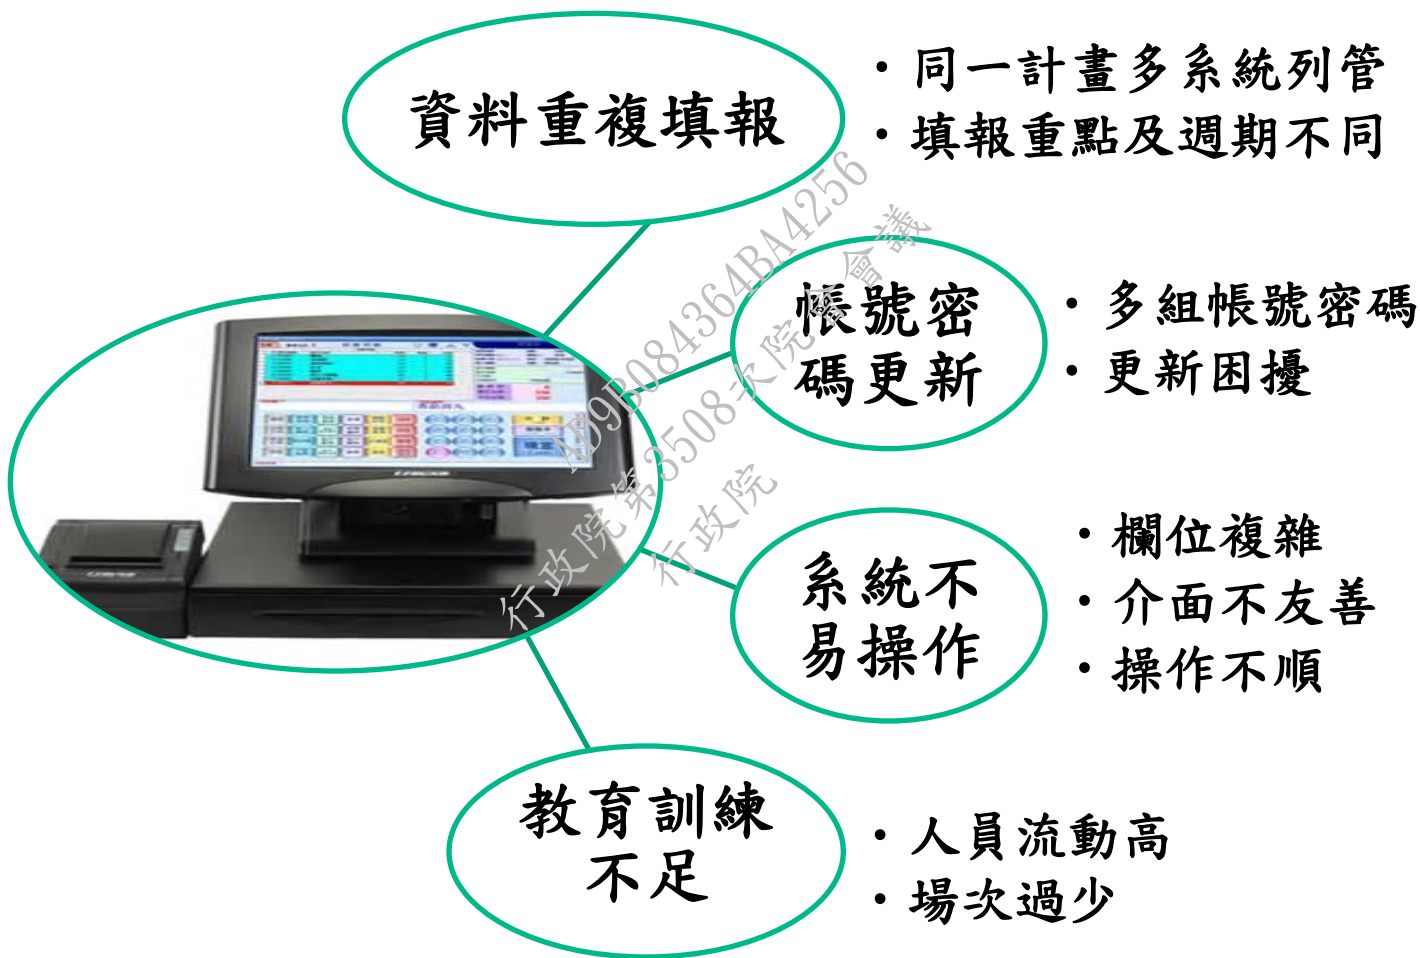 資料重複填報
・同一計畫多系統列管
・填報重點及週期不同
帳號密
碼更新
・多組帳號密碼
・更新困擾
系統不
易操作
・欄位複雜
・介面不友善
・操作不順
教育訓練
不足
・人員流動高
・場次過少
AD9B084364BA4256
行政院第3508次院會會議
行政院